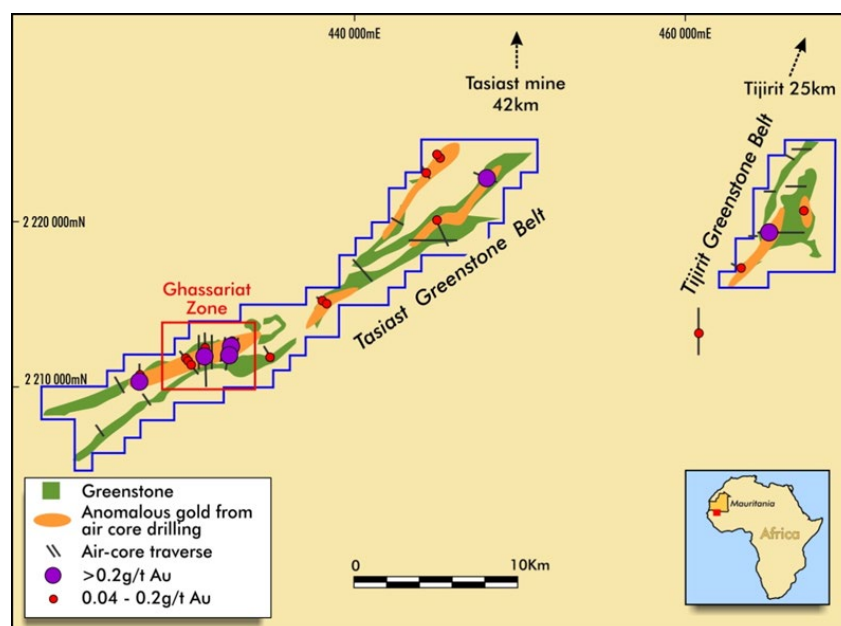 440 000mE
460 000mE
Tasiast mine
42km
Tijirit 25km
2 220 000mN
Tijirit Greenstone Belt
Ghassariat
Zone
Tasiast Greenstone Belt
2 210 000mN
Greenstone
Anomalous gold from
air core drilling
Air-core traverse
>0.2g/t Au
0.04 - 0.2g/t Au
0
10Km
Mauritania
Africa